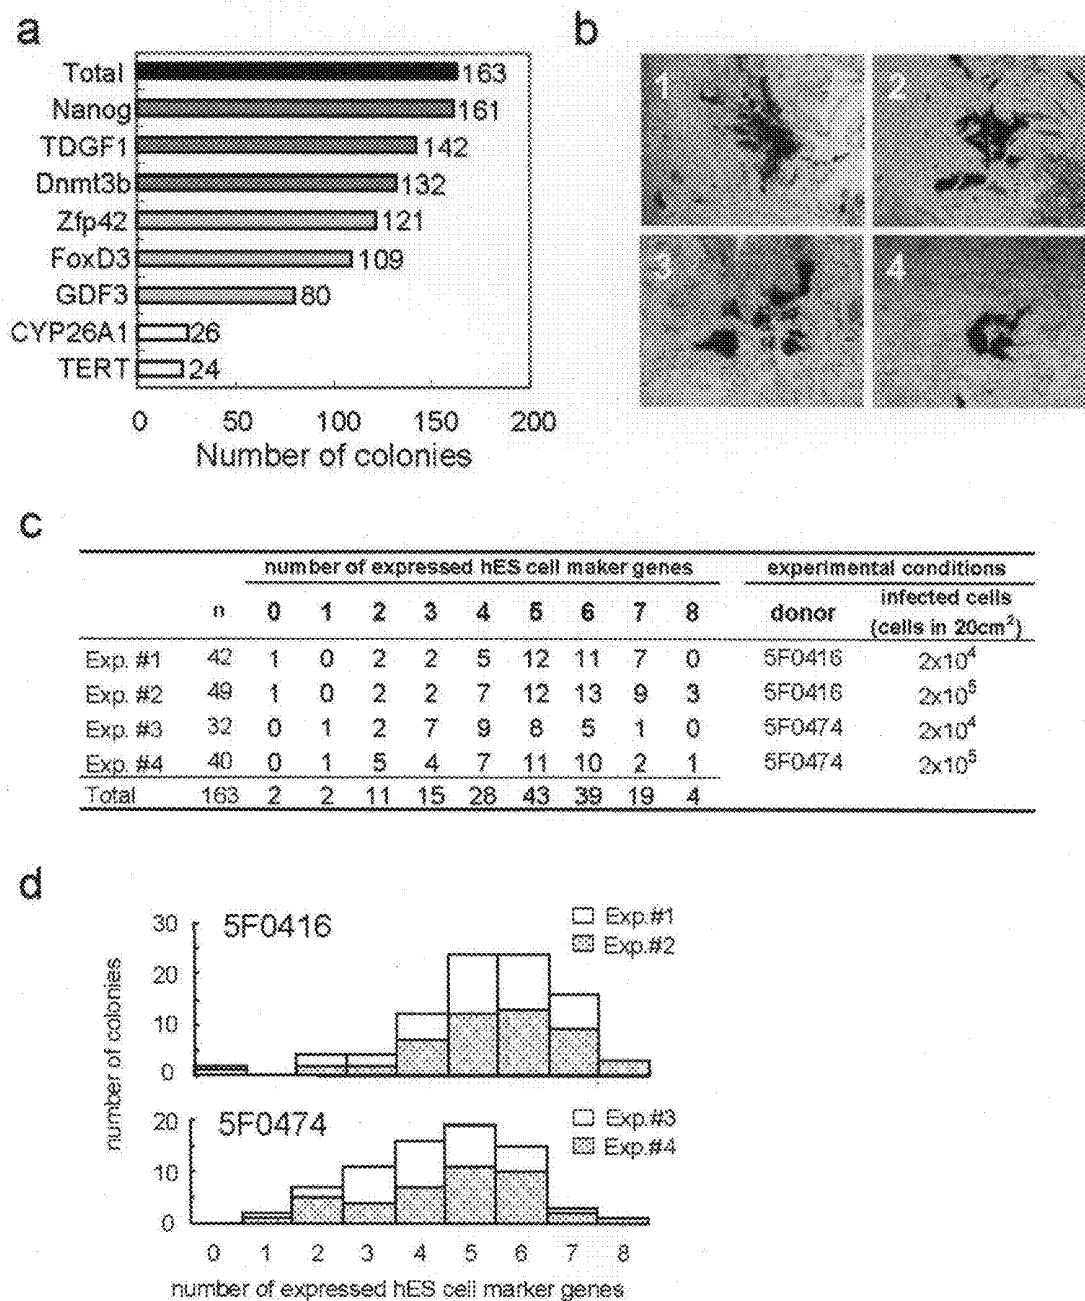 a
Total 163
Nanog 161
TDGF1 142
Dnmt3b 132
Zfp42 121
FoxD3 109
GDF3 80
CYP26A1 26
TERT 24
0 50 100 150 200
Number of colonies
b
1 2
3 4
c
number of expressed hES cell maker genes experimental conditions
n 0 1 2 3 4 5 6 7 8 donor infected cells (cells in 20cm²)
Exp. #1 42 1 0 2 2 5 12 11 7 0 5F0416 2x10⁴
Exp. #2 49 1 0 2 2 7 12 13 9 3 5F0416 2x10⁵
Exp. #3 32 0 1 2 7 9 8 5 1 0 5F0474 2x10⁴
Exp. #4 40 0 1 5 4 7 11 10 2 1 5F0474 2x10⁵
Total 163 2 2 11 15 28 43 39 19 4
d
number of colonies
30
20
10
0
5F0416
Exp.#1
Exp.#2
20
10
0
5F0474
Exp.#3
Exp.#4
0 1 2 3 4 5 6 7 8
number of expressed hES cell marker genes